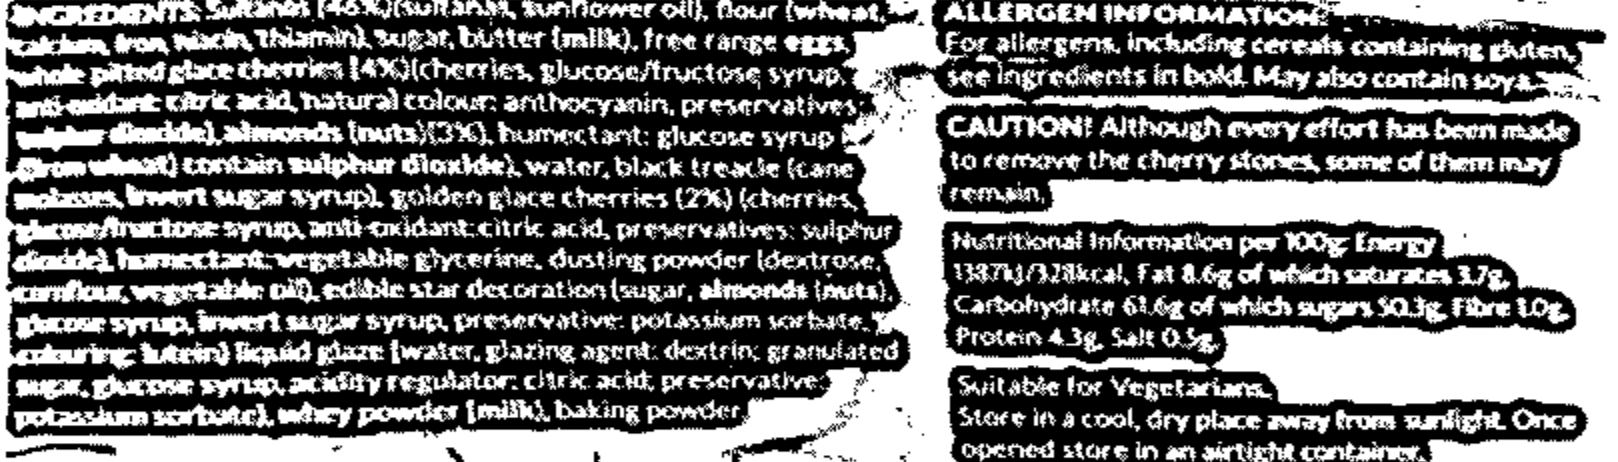 INGREDIENTS: Sultanas (46%)(sultanas, sunflower oil), flour (wheat,
calcium, iron, niacin, thiamin), sugar, butter (milk), free range eggs,
whole pitted glace cherries (4%)(cherries, glucose/fructose syrup,
anti-oxidant: citric acid, natural colour: anthocyanin, preservatives:
sulphur dioxide), almonds (nuts)(3%), humectant: glucose syrup
(from wheat) contain sulphur dioxide), water, black treacle (cane
molasses, invert sugar syrup), golden glace cherries (2%) (cherries,
glucose/fructose syrup, anti-oxidant: citric acid, preservatives: sulphur
dioxide), humectant: vegetable glycerine, dusting powder (dextrose,
cornflour, vegetable oil), edible star decoration (sugar, almonds (nuts),
glucose syrup, invert sugar syrup, preservative: potassium sorbate,
colouring: lutein) liquid glaze (water, glazing agent: dextrin; granulated
sugar, glucose syrup, acidity regulator: citric acid, preservative:
potassium sorbate), whey powder (milk), baking powder.
ALLERGEN INFORMATION:
For allergens, including cereals containing gluten,
see ingredients in bold. May also contain soya.
CAUTION! Although every effort has been made
to remove the cherry stones, some of them may
remain.
Nutritional Information per 100g: Energy
1387kJ/328kcal, Fat 8.6g of which saturates 3.7g,
Carbohydrate 61.6g of which sugars 50.3g, Fibre 1.0g,
Protein 4.3g, Salt 0.5g.
Suitable for Vegetarians.
Store in a cool, dry place away from sunlight. Once
opened store in an airtight container.